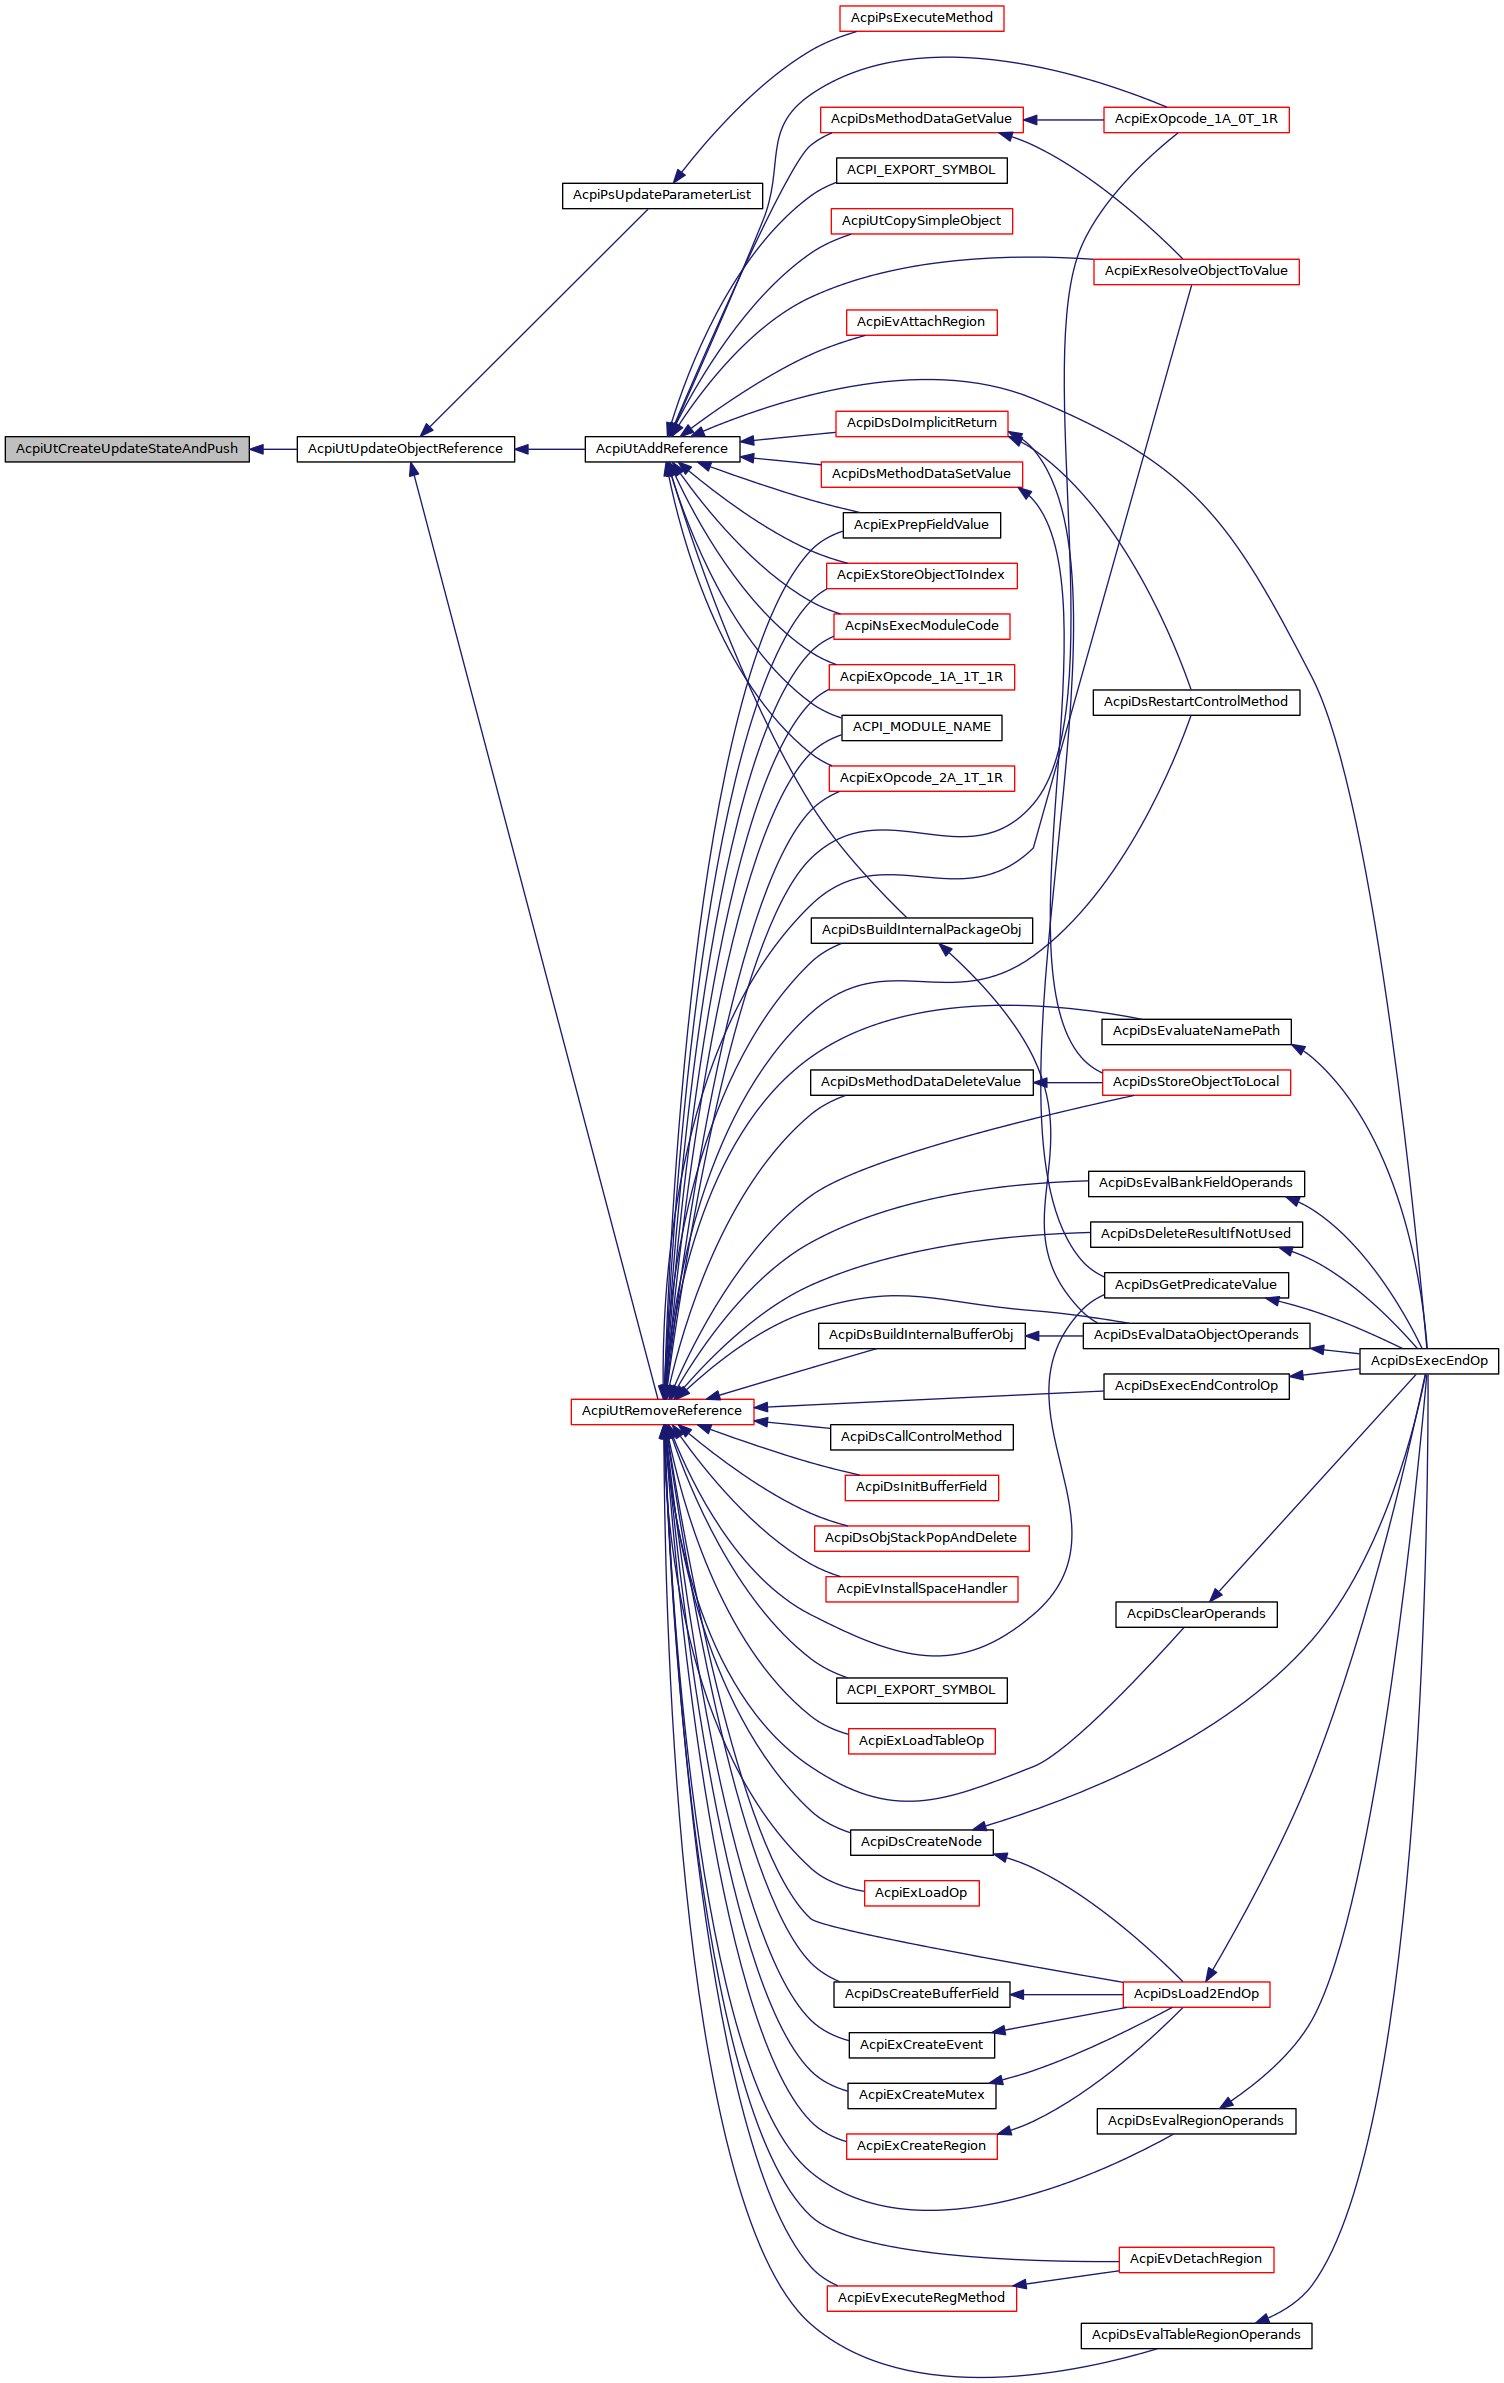 AcpiPsExecuteMethod
AcpiDsMethodDataGetValue
AcpiExOpcode_1A_0T_1R
ACPI_EXPORT_SYMBOL
AcpiPsUpdateParameterList
AcpiUtCopySimpleObject
AcpiExResolveObjectToValue
AcpiEvAttachRegion
AcpiDsDoImplicitReturn
AcpiUtCreateUpdateStateAndPush
AcpiUtUpdateObjectReference
AcpiUtAddReference
AcpiDsMethodDataSetValue
AcpiExPrepFieldValue
AcpiExStoreObjectToIndex
AcpiNsExecModuleCode
AcpiExOpcode_1A_1T_1R
AcpiDsRestartControlMethod
ACPI_MODULE_NAME
AcpiExOpcode_2A_1T_1R
AcpiDsBuildInternalPackageObj
AcpiDsEvaluateNamePath
AcpiDsMethodDataDeleteValue
AcpiDsStoreObjectToLocal
AcpiDsEvalBankFieldOperands
AcpiDsDeleteResultIfNotUsed
AcpiDsGetPredicateValue
AcpiDsBuildInternalBufferObj
AcpiDsEvalDataObjectOperands
AcpiDsExecEndOp
AcpiDsExecEndControlOp
AcpiUtRemoveReference
AcpiDsCallControlMethod
AcpiDsInitBufferField
AcpiDsObjStackPopAndDelete
AcpiEvInstallSpaceHandler
AcpiDsClearOperands
ACPI_EXPORT_SYMBOL
AcpiExLoadTableOp
AcpiDsCreateNode
AcpiExLoadOp
AcpiDsCreateBufferField
AcpiDsLoad2EndOp
AcpiExCreateEvent
AcpiExCreateMutex
AcpiDsEvalRegionOperands
AcpiExCreateRegion
AcpiEvDetachRegion
AcpiEvExecuteRegMethod
AcpiDsEvalTableRegionOperands